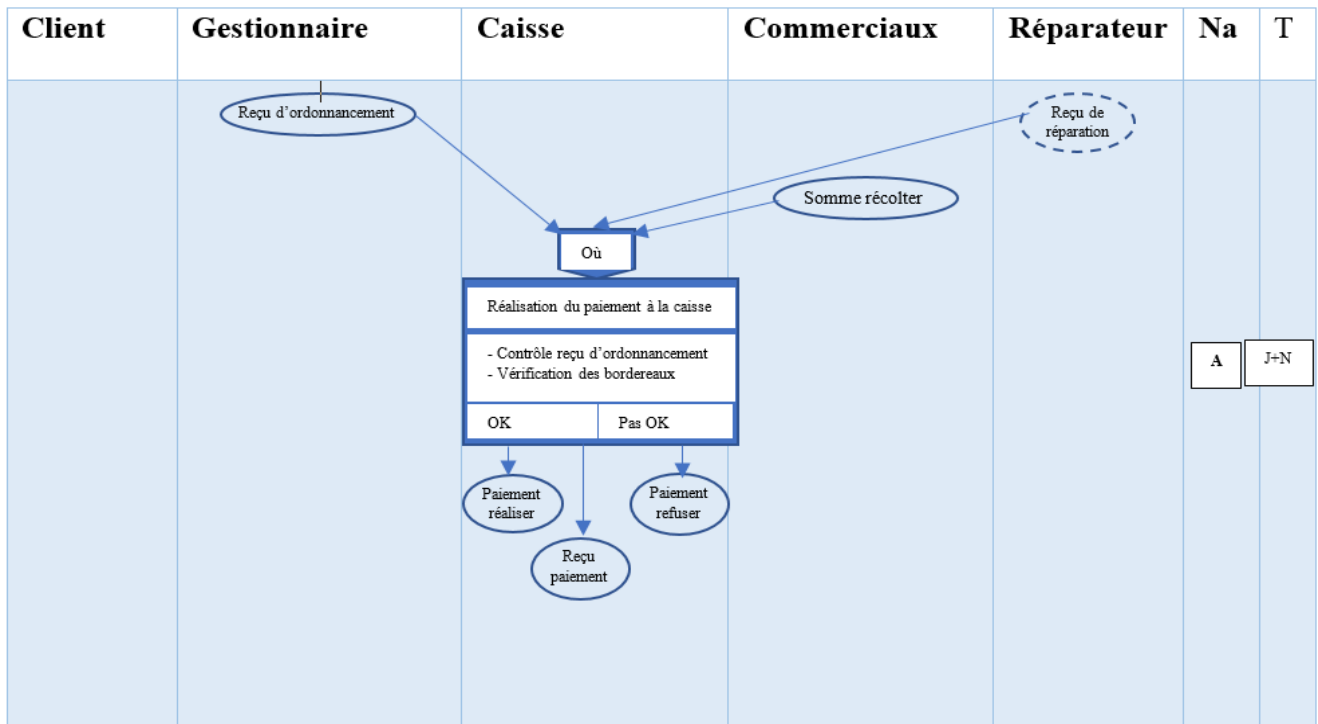 Client
Gestionnaire
Caisse
Commerciaux
Réparateur
Na
T
Reçu d’ordonnancement
Reçu de
réparation
Somme récolter
Où
Réalisation du paiement à la caisse
- Contrôle reçu d’ordonnancement
- Vérification des bordereaux
A
J+N
OK
Pas OK
Paiement
réaliser
Paiement
refuser
Reçu
paiement